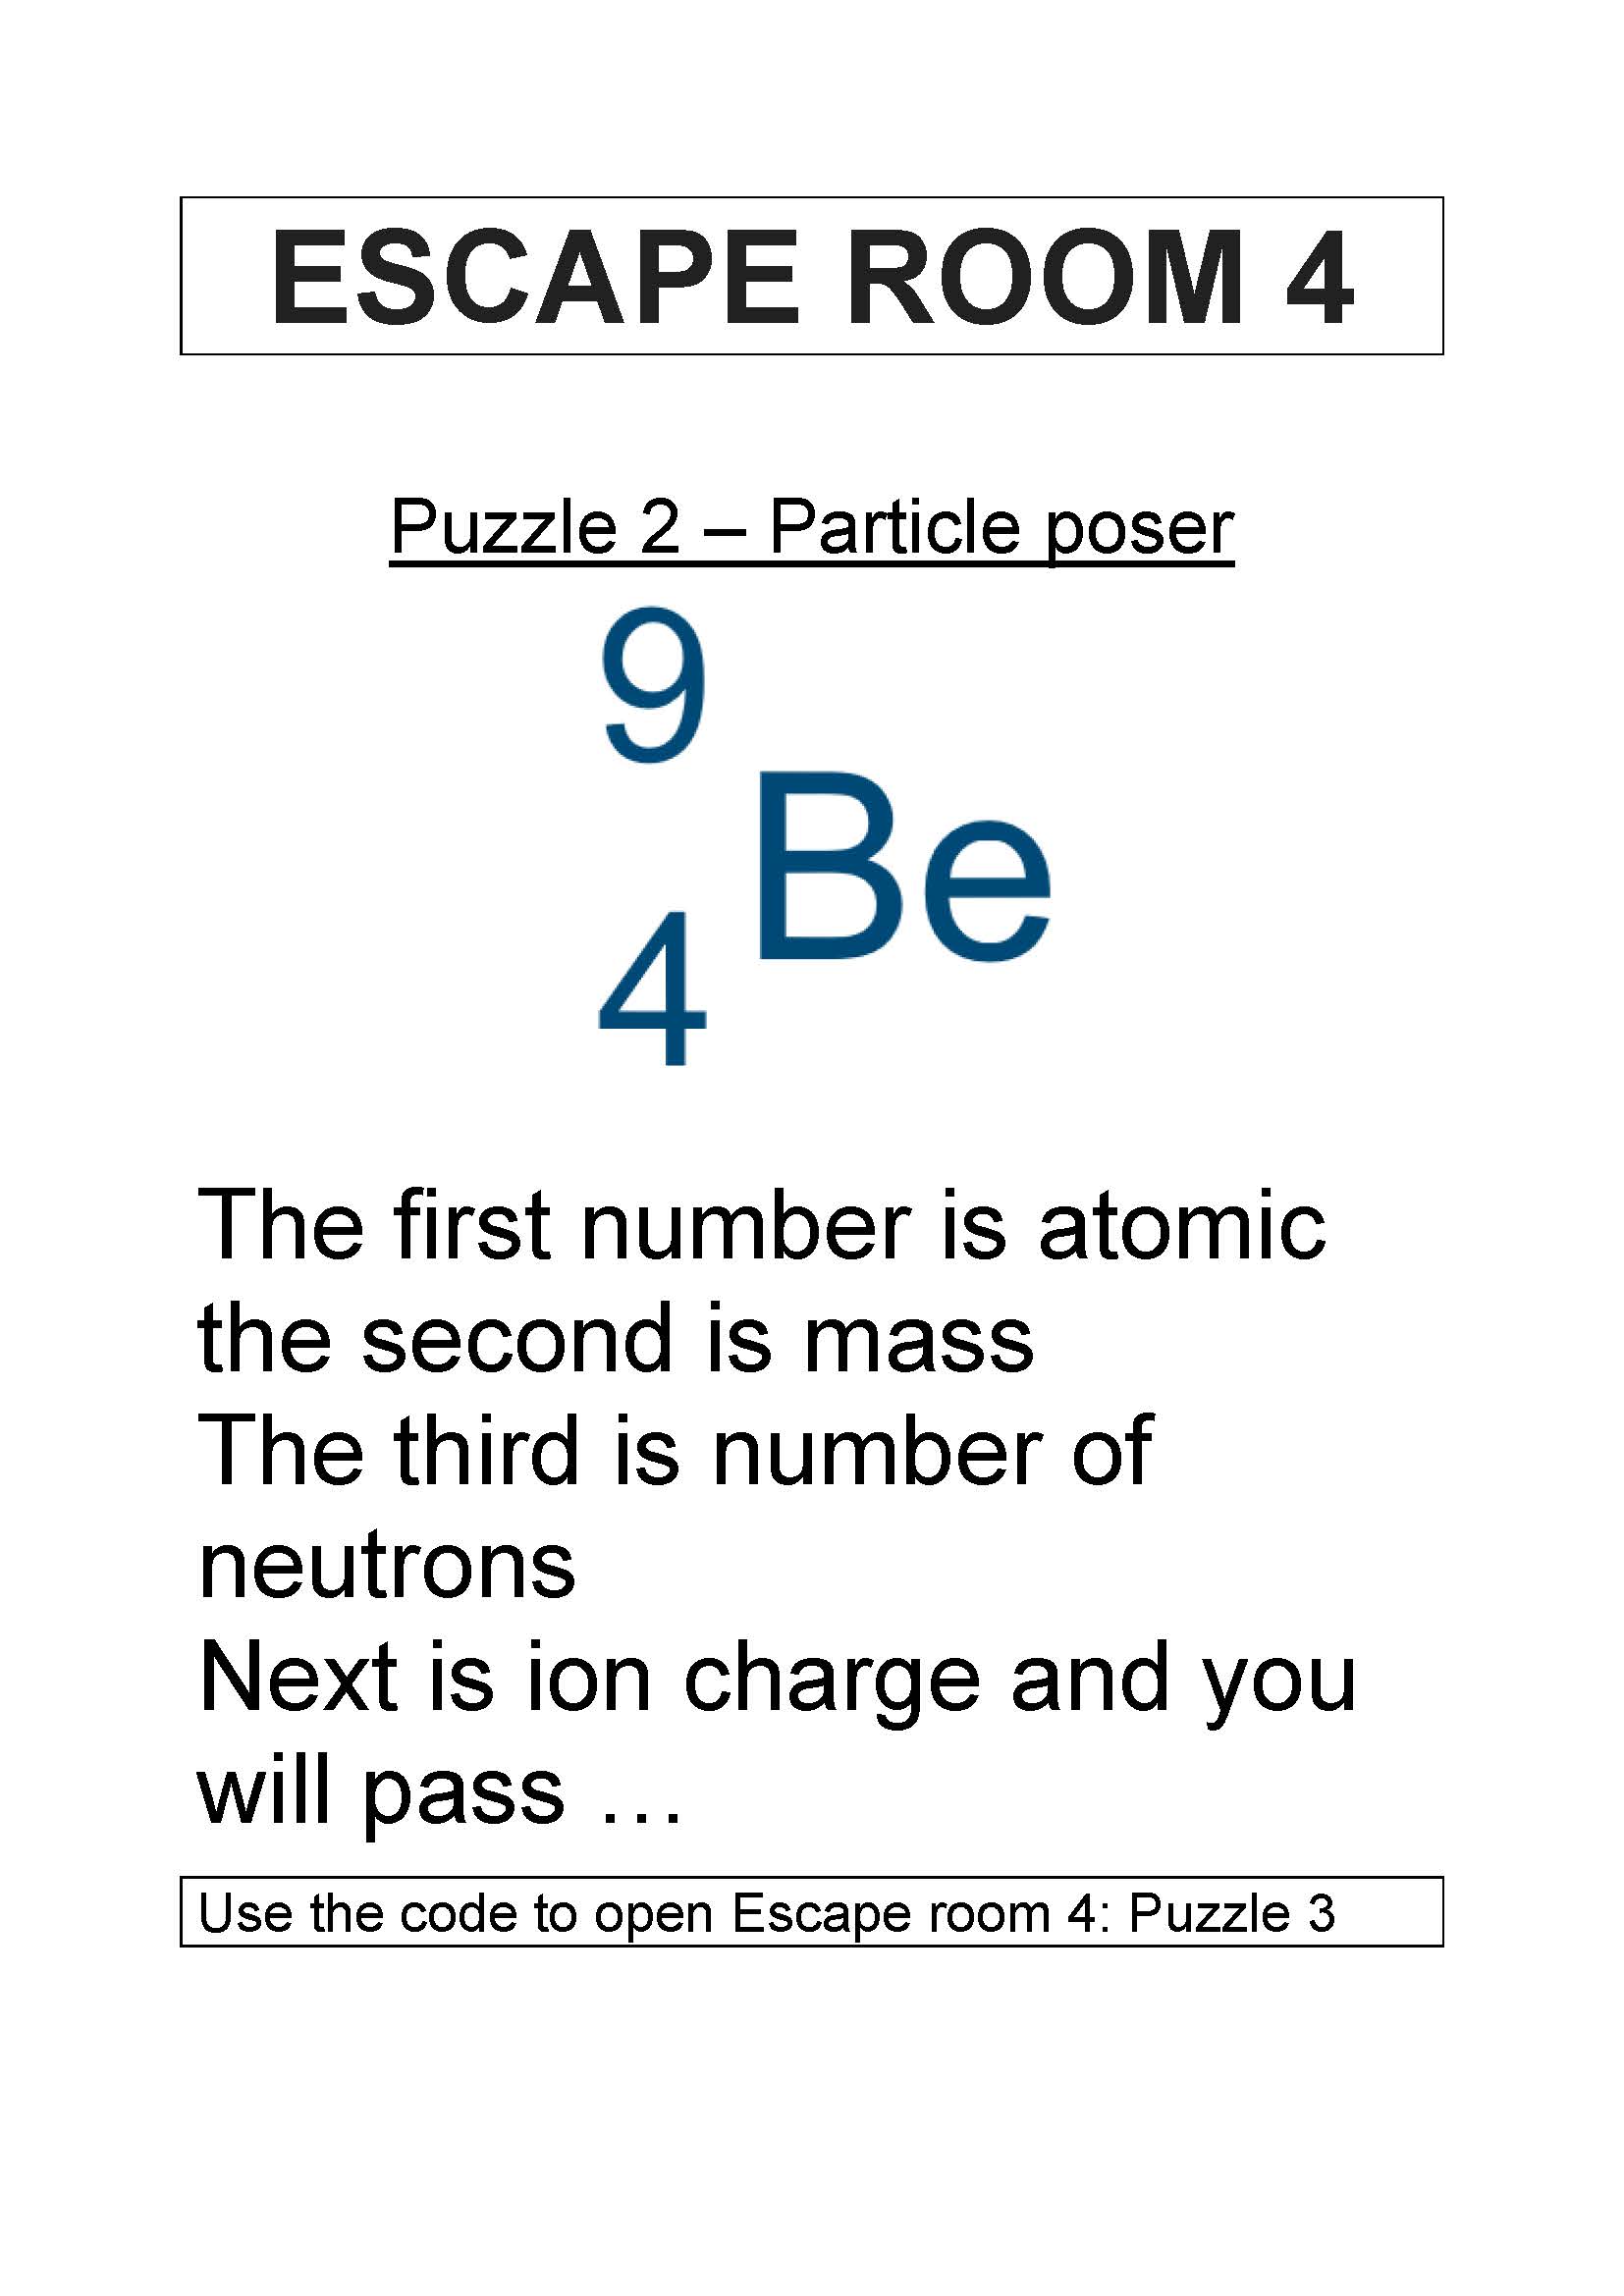 ESCAPE ROOM 4
Puzzle 2 – Particle poser
9
Be
4
The first number is atomic
the second is mass
The third is number of
neutrons
Next is ion charge and you
will pass …
Use the code to open Escape room 4: Puzzle 3